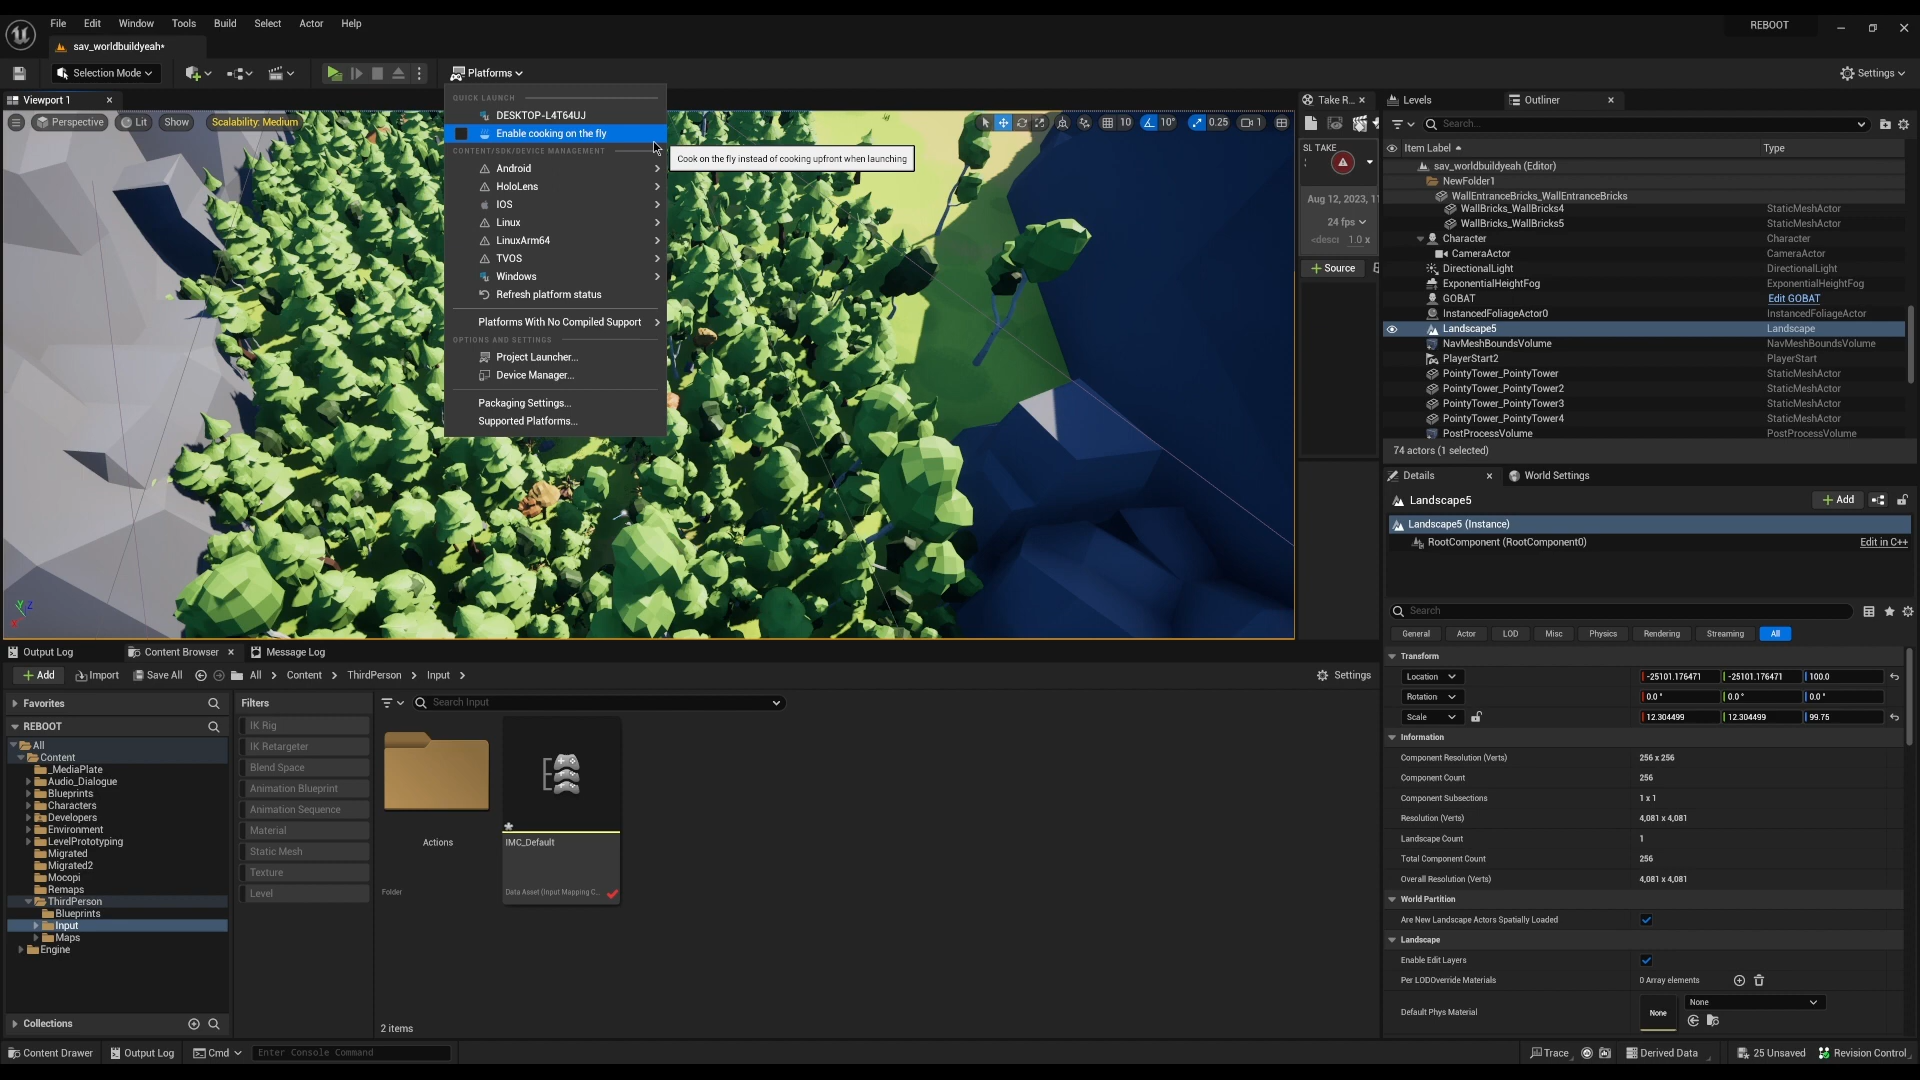 File Edit Window Tools Build Select Actor Help
REBOOT
sav_worldbuildyeah*
Selection Mode
Platforms
Settings
Viewport 1
Perspective Lit Show Scalability: Medium
10 10° 0.25 1
QUICK LAUNCH
DESKTOP-L4T64UJ
Enable cooking on the fly
CONTENT/SDK/DEVICE MANAGEMENT
Cook on the fly instead of cooking upfront when launching
Android
HoloLens
IOS
Linux
LinuxArm64
TVOS
Windows
Refresh platform status
Platforms With No Compiled Support
OPTIONS AND SETTINGS
Project Launcher...
Device Manager...
Packaging Settings...
Supported Platforms...
Take R...
SL TAKE
Aug 12, 2023, 11
24 fps
<desc 1.0 x
+ Source
Levels Outliner
Search...
Item Label Type
sav_worldbuildyeah (Editor)
NewFolder1
WallEntranceBricks_WallEntranceBricks
WallBricks_WallBricks4 StaticMeshActor
WallBricks_WallBricks5 StaticMeshActor
Character Character
CameraActor CameraActor
DirectionalLight DirectionalLight
ExponentialHeightFog ExponentialHeightFog
GOBAT Edit GOBAT
InstancedFoliageActor0 InstancedFoliageActor
Landscape5 Landscape
NavMeshBoundsVolume NavMeshBoundsVolume
PlayerStart2 PlayerStart
PointyTower_PointyTower StaticMeshActor
PointyTower_PointyTower2 StaticMeshActor
PointyTower_PointyTower3 StaticMeshActor
PointyTower_PointyTower4 StaticMeshActor
PostProcessVolume PostProcessVolume
74 actors (1 selected)
Details World Settings
Landscape5 + Add
Landscape5 (Instance)
RootComponent (RootComponent0) Edit in C++
Search
General Actor LOD Misc Physics Rendering Streaming All
Transform
Location -25101.176471 -25101.176471 100.0
Rotation 0.0 ° 0.0 ° 0.0 °
Scale 12.304499 12.304499 99.75
Information
Component Resolution (Verts) 256 x 256
Component Count 256
Component Subsections 1 x 1
Resolution (Verts) 4,081 x 4,081
Landscape Count 1
Total Component Count 256
Overall Resolution (Verts) 4,081 x 4,081
World Partition
Are New Landscape Actors Spatially Loaded
Landscape
Enable Edit Layers
Per LODOverride Materials 0 Array elements
Default Phys Material None None
Output Log Content Browser Message Log
+ Add Import Save All All Content ThirdPerson Input Settings
Favorites
REBOOT
All
Content
_MediaPlate
Audio_Dialogue
Blueprints
Characters
Developers
Environment
LevelPrototyping
Migrated
Migrated2
Mocopi
Remaps
ThirdPerson
Blueprints
Input
Maps
Engine
Collections
Filters
IK Rig
IK Retargeter
Blend Space
Animation Blueprint
Animation Sequence
Material
Static Mesh
Texture
Level
Search Input
Actions
Folder
IMC_Default
Data Asset (Input Mapping C...
2 items
Content Drawer Output Log Cmd Enter Console Command
Trace Derived Data 25 Unsaved Revision Control